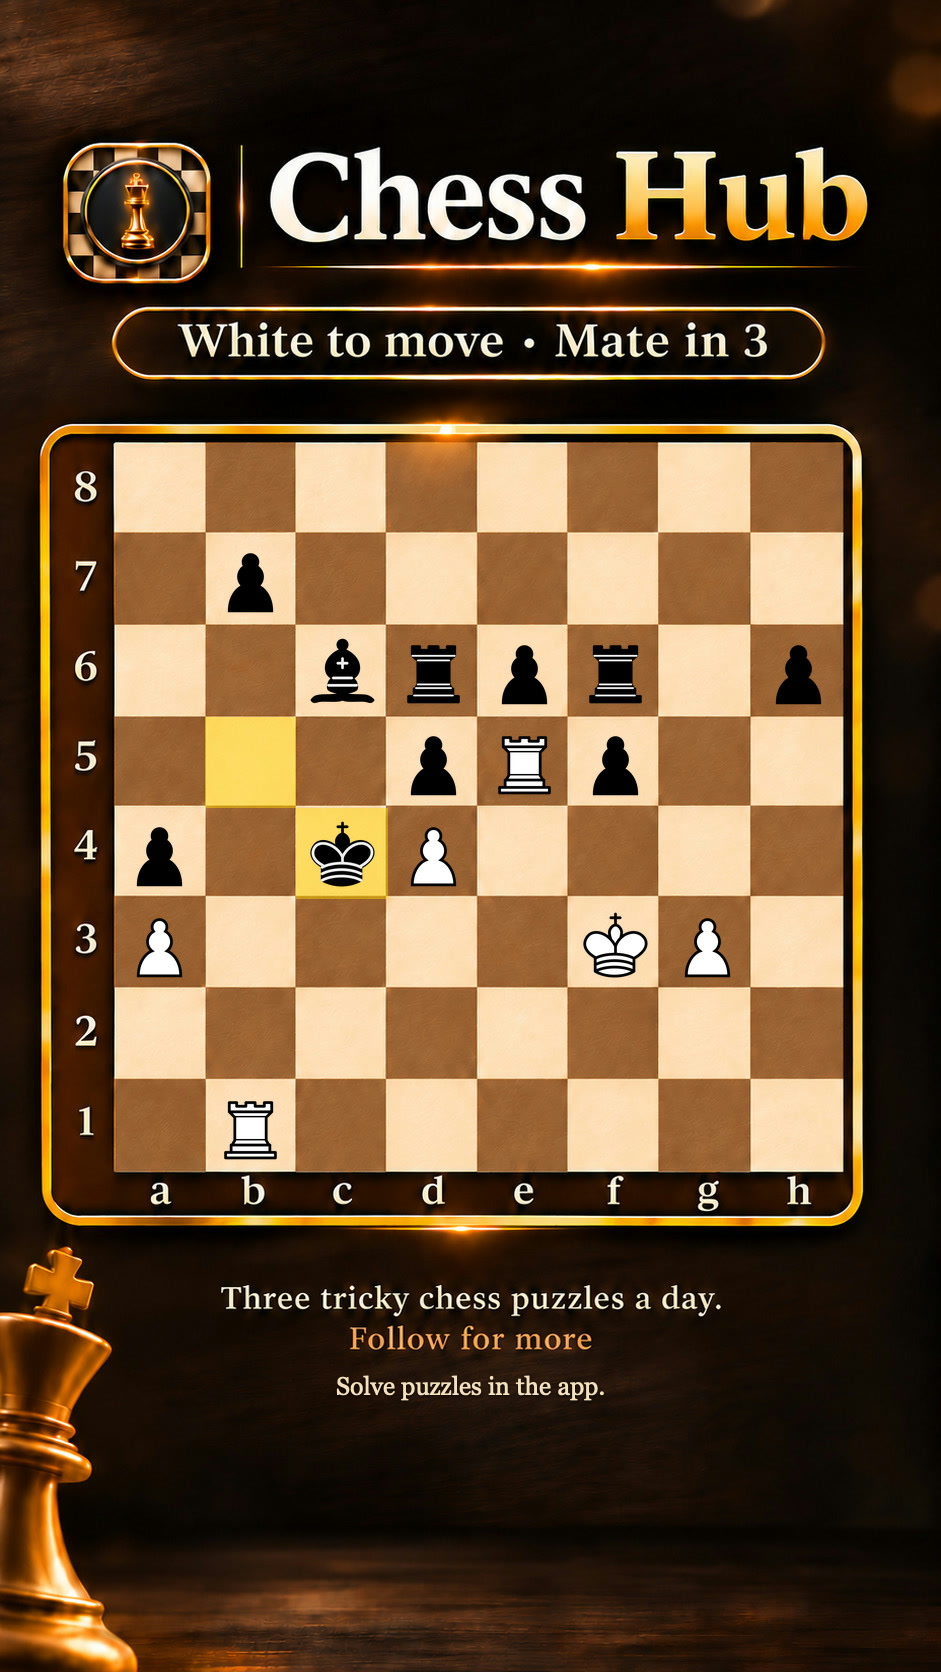 Chess Hub
White to move • Mate in 3
8
7
6
5
4
3
2
1
a b c d e f g h
Three tricky chess puzzles a day.
Follow for more
Solve puzzles in the app.